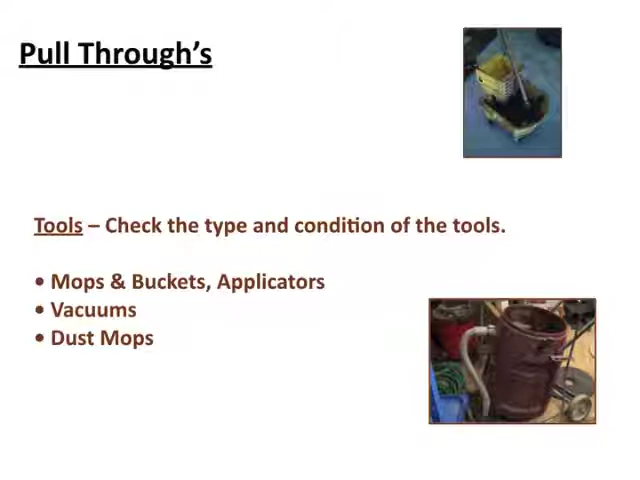 Pull Through’s
Tools – Check the type and condition of the tools.
• Mops & Buckets, Applicators
• Vacuums
• Dust Mops